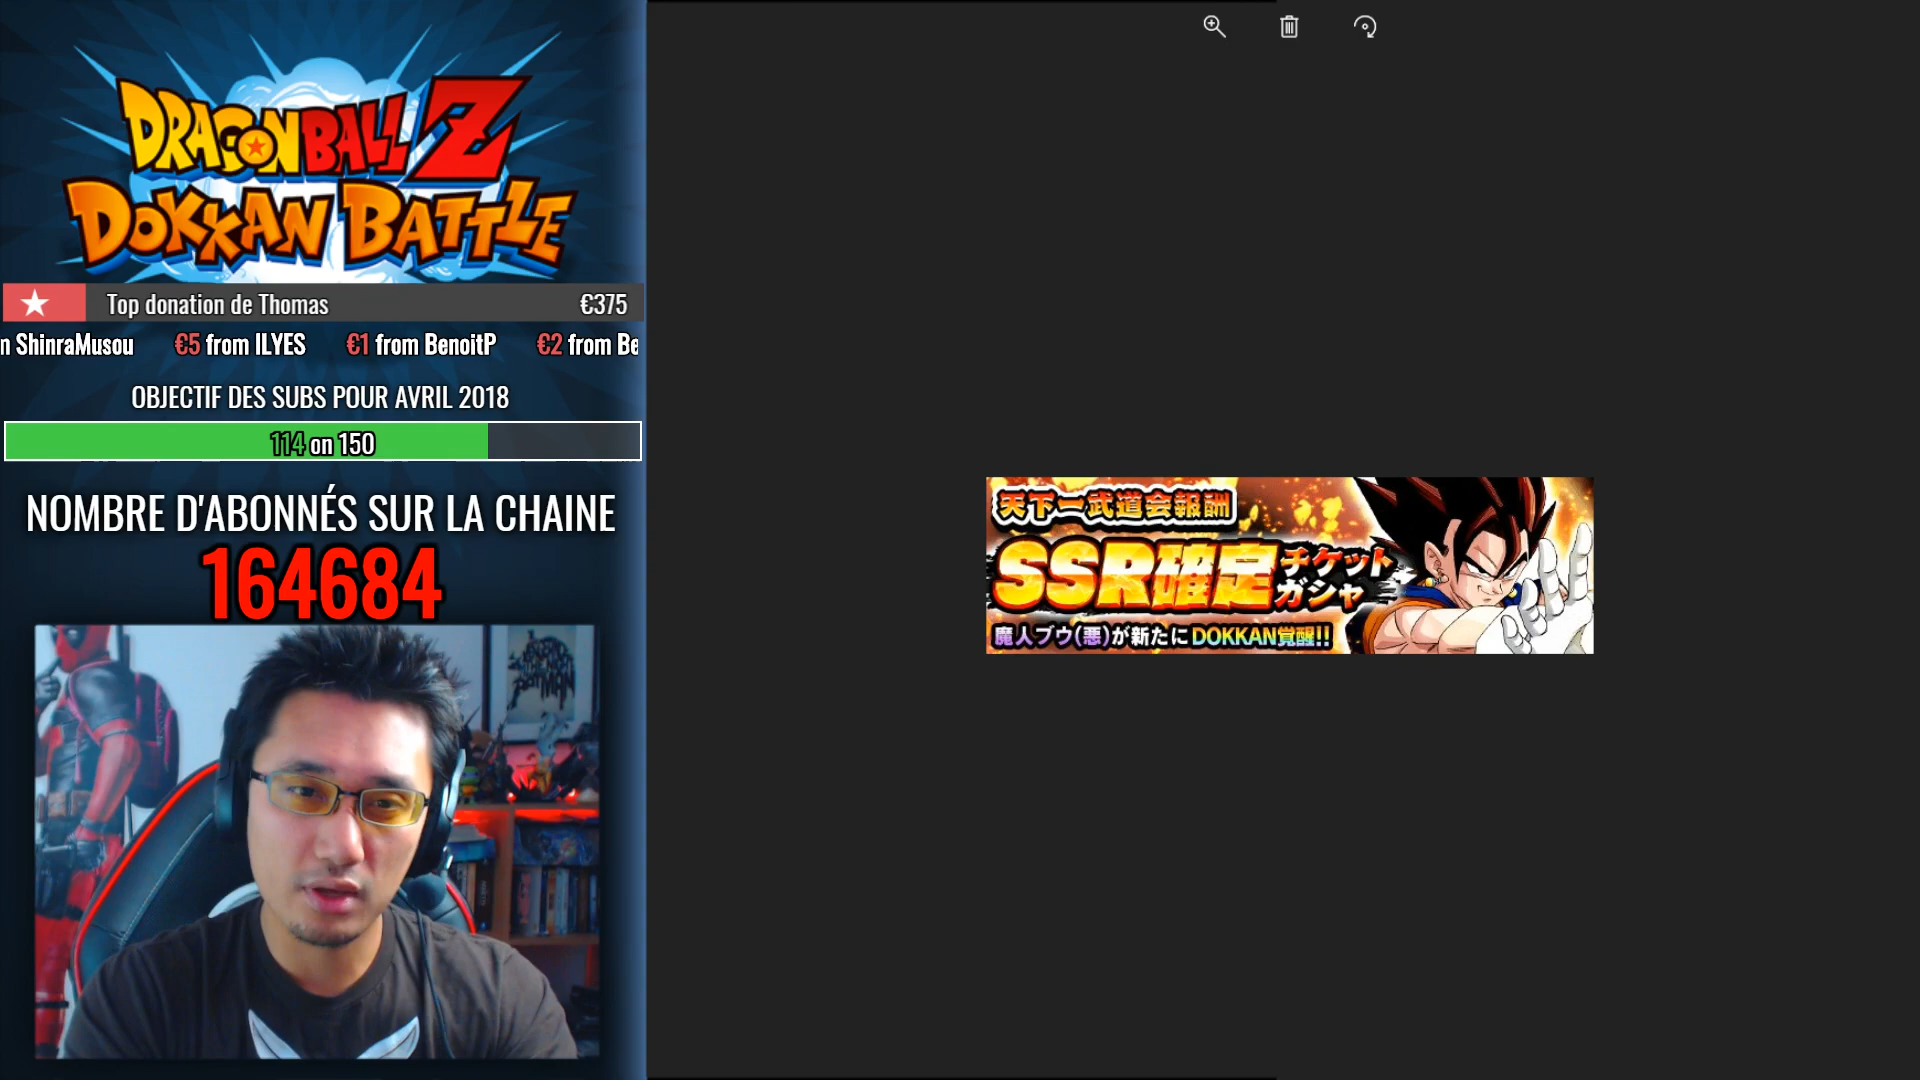 DRAGON BALL Z
DOKKAN BATTLE
Top donation de Thomas €375
n ShinraMusou €5 from ILYES €1 from BenoitP €2 from Be
OBJECTIF DES SUBS POUR AVRIL 2018
114 on 150
NOMBRE D'ABONNÉS SUR LA CHAINE
164684
天下一武道会報酬
SSR確定チケットガシャ
魔人ブウ(悪)が新たにDOKKAN覚醒!!